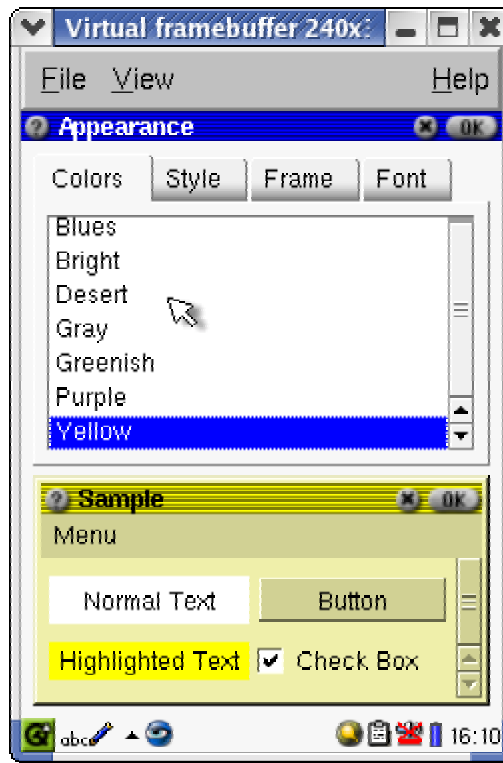 Virtual framebuffer 240x3
File View Help
Appearance OK
Colors Style Frame Font
Blues
Bright
Desert
Gray
Greenish
Purple
Yellow
Sample OK
Menu
Normal Text Button
Highlighted Text Check Box
abc 16:10